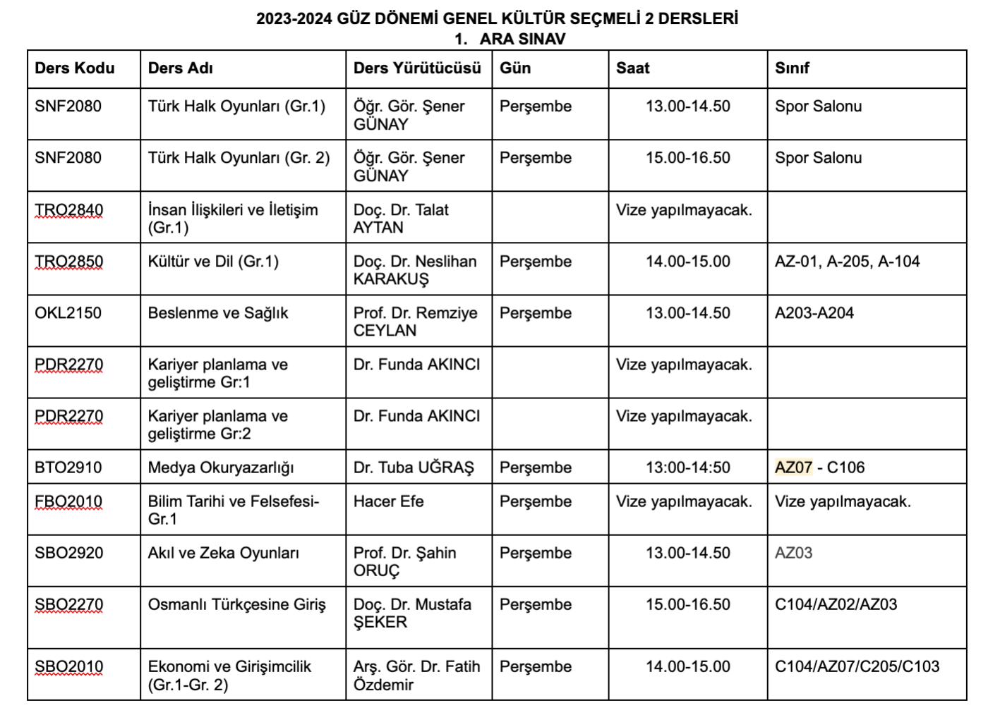 2023-2024 GÜZ DÖNEMİ GENEL KÜLTÜR SEÇMELİ 2 DERSLERİ
1. ARA SINAV
Ders Kodu Ders Adı Ders Yürütücüsü Gün Saat Sınıf
SNF2080 Türk Halk Oyunları (Gr.1) Öğr. Gör. Şener Perşembe 13.00-14.50 Spor Salonu
GÜNAY
SNF2080 Türk Halk Oyunları (Gr. 2) Öğr. Gör. Şener Perşembe 15.00-16.50 Spor Salonu
GÜNAY
TRO2840 İnsan İlişkileri ve İletişim Doç. Dr. Talat Vize yapılmayacak.
(Gr.1) AYTAN
TRO2850 Kültür ve Dil (Gr.1) Doç. Dr. Neslihan Perşembe 14.00-15.00 AZ-01, A-205, A-104
KARAKUŞ
OKL2150 Beslenme ve Sağlık Prof. Dr. Remziye Perşembe 13.00-14.50 A203-A204
CEYLAN
PDR2270 Kariyer planlama ve Dr. Funda AKINCI Vize yapılmayacak.
geliştirme Gr:1
PDR2270 Kariyer planlama ve Dr. Funda AKINCI Vize yapılmayacak.
geliştirme Gr:2
BTO2910 Medya Okuryazarlığı Dr. Tuba UĞRAŞ Perşembe 13:00-14:50 AZ07 - C106
FBO2010 Bilim Tarihi ve Felsefesi- Hacer Efe Perşembe Vize yapılmayacak. Vize yapılmayacak.
Gr.1
SBO2920 Akıl ve Zeka Oyunları Prof. Dr. Şahin Perşembe 13.00-14.50 AZ03
ORUÇ
SBO2270 Osmanlı Türkçesine Giriş Doç. Dr. Mustafa Perşembe 15.00-16.50 C104/AZ02/AZ03
ŞEKER
SBO2010 Ekonomi ve Girişimcilik Arş. Gör. Dr. Fatih Perşembe 14.00-15.00 C104/AZ07/C205/C103
(Gr.1-Gr. 2) Özdemir